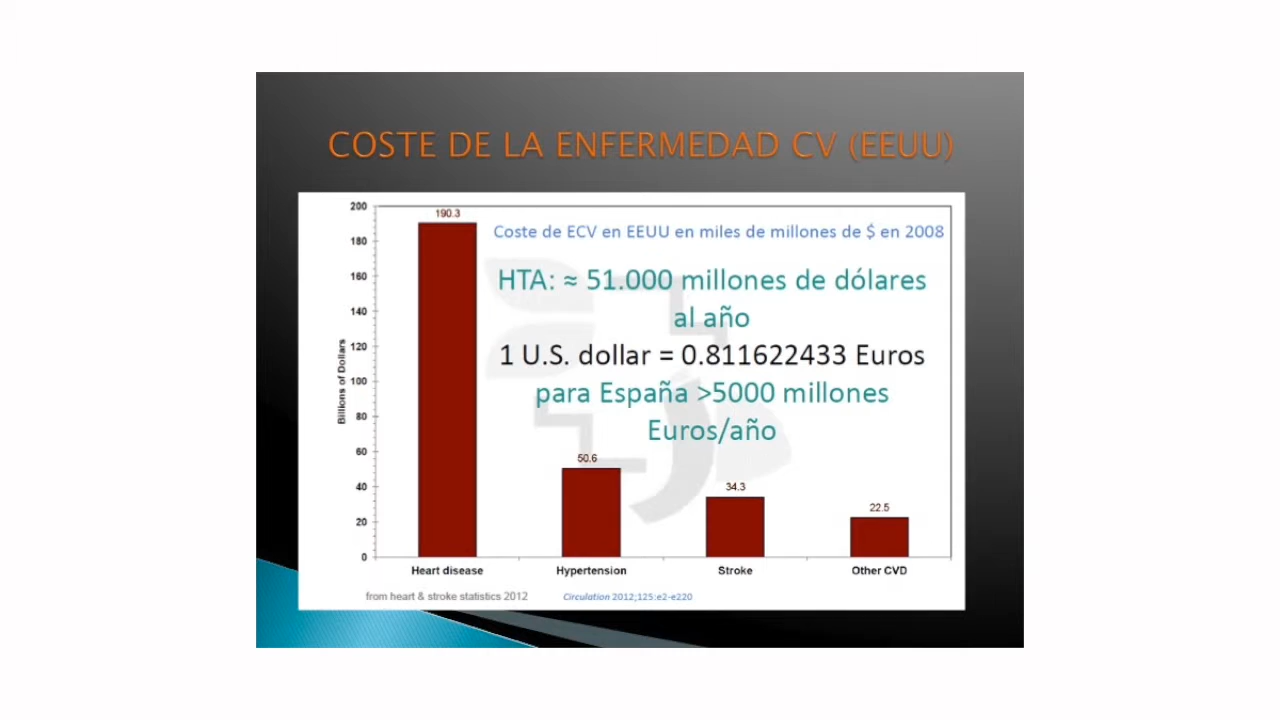 COSTE DE LA ENFERMEDAD CV (EEUU)
200
180
160
140
120
100
80
60
40
20
0
Billions of Dollars
190.3
50.6
34.3
22.5
Coste de ECV en EEUU en miles de millones de $ en 2008
HTA: ≈ 51.000 millones de dólares
al año
1 U.S. dollar = 0.811622433 Euros
para España >5000 millones
Euros/año
Heart disease
Hypertension
Stroke
Other CVD
from heart & stroke statistics 2012
Circulation 2012;125:e2-e220